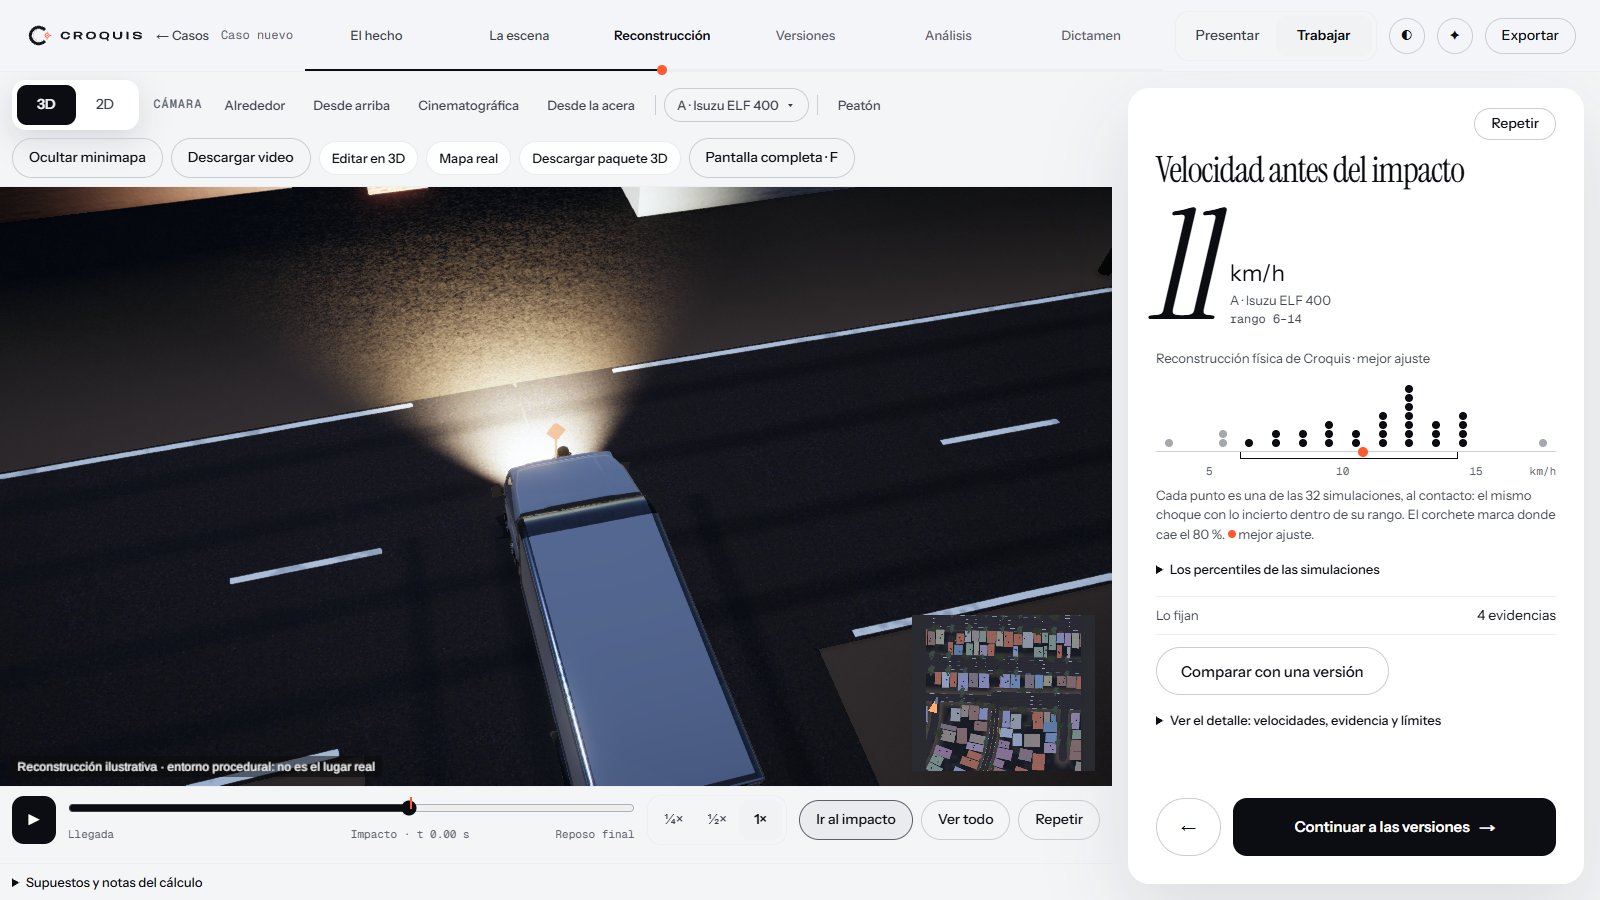 CROQUIS ← Casos Caso nuevo El hecho La escena Reconstrucción Versiones Análisis Dictamen Presentar Trabajar Exportar
3D 2D CÁMARA Alrededor Desde arriba Cinematográfica Desde la acera A · Isuzu ELF 400 Peatón
Ocultar minimapa Descargar video Editar en 3D Mapa real Descargar paquete 3D Pantalla completa · F
Reconstrucción ilustrativa · entorno procedural: no es el lugar real
Llegada Impacto · t 0.00 s Reposo final
¼× ½× 1× Ir al impacto Ver todo Repetir
Supuestos y notas del cálculo
Repetir
Velocidad antes del impacto
11 km/h
A · Isuzu ELF 400
rango 6–14
Reconstrucción física de Croquis · mejor ajuste
5 10 15 km/h
Cada punto es una de las 32 simulaciones, al contacto: el mismo
choque con lo incierto dentro de su rango. El corchete marca donde
cae el 80 %. mejor ajuste.
Los percentiles de las simulaciones
Lo fijan 4 evidencias
Comparar con una versión
Ver el detalle: velocidades, evidencia y límites
← Continuar a las versiones →